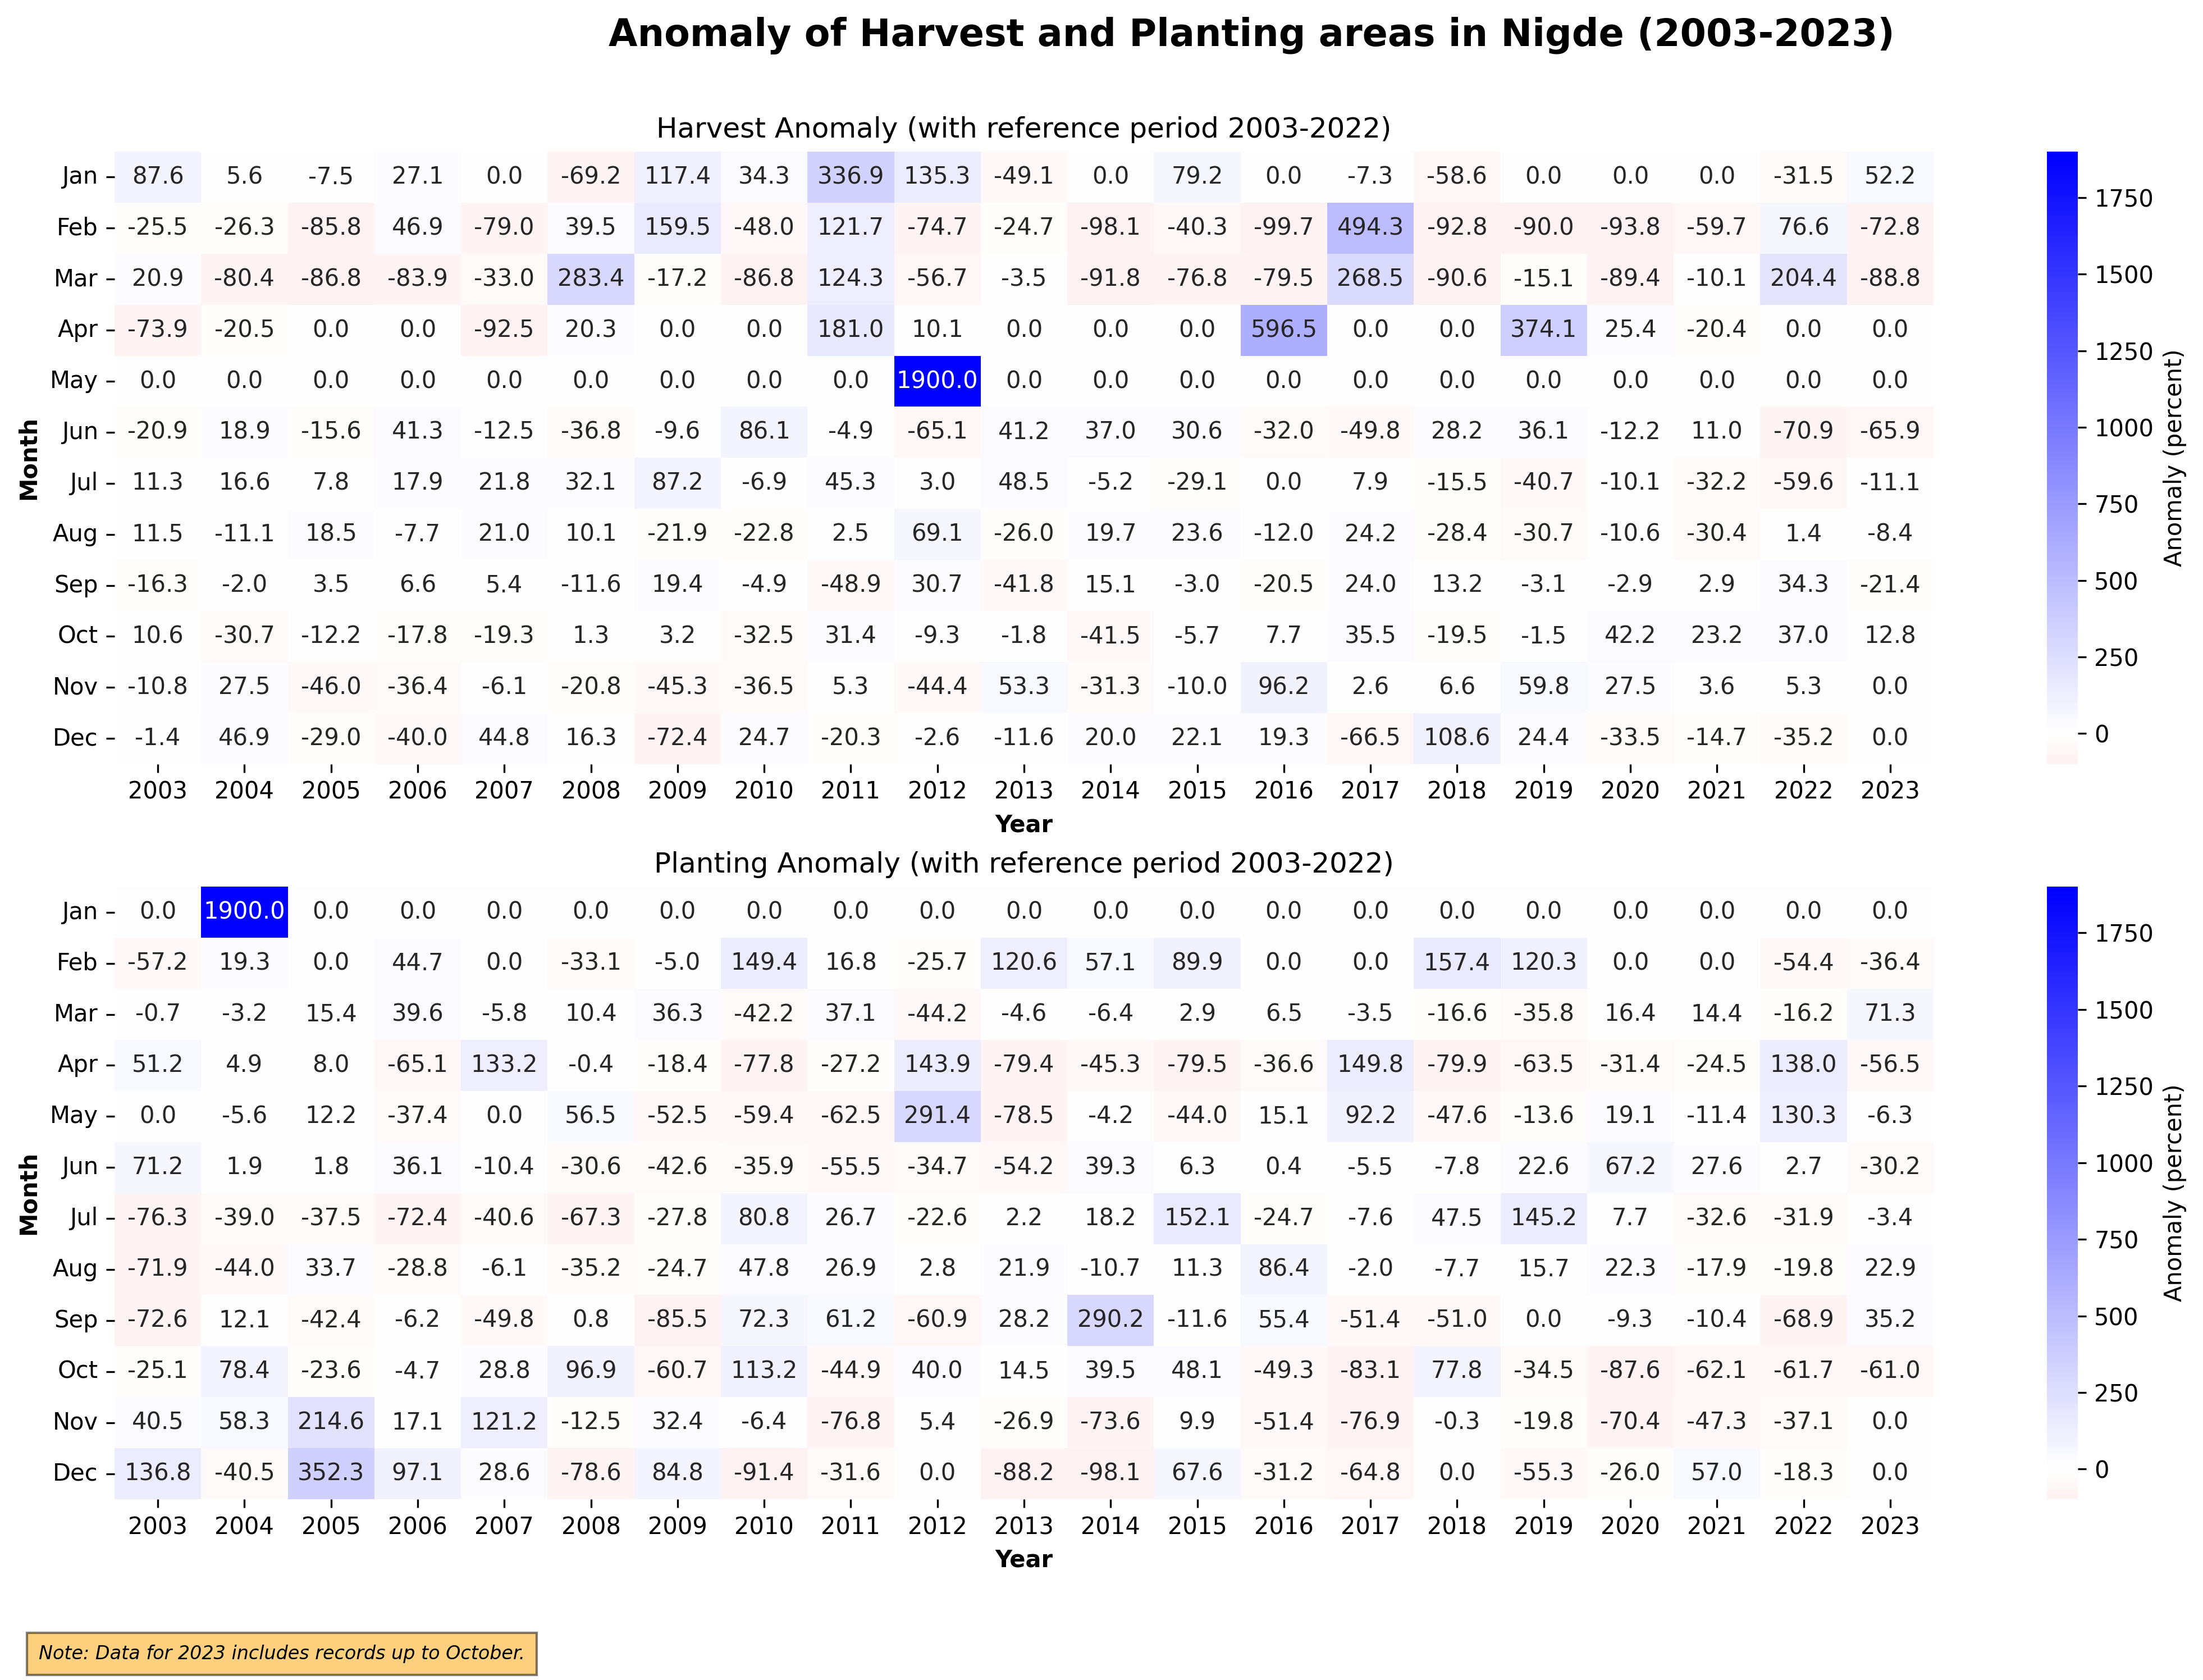 Anomaly of Harvest and Planting areas in Nigde (2003-2023)
Harvest Anomaly (with reference period 2003-2022)
Jan 87.6 5.6 -7.5 27.1 0.0 -69.2 117.4 34.3 336.9 135.3 -49.1 0.0 79.2 0.0 -7.3 -58.6 0.0 0.0 0.0 -31.5 52.2
Feb -25.5 -26.3 -85.8 46.9 -79.0 39.5 159.5 -48.0 121.7 -74.7 -24.7 -98.1 -40.3 -99.7 494.3 -92.8 -90.0 -93.8 -59.7 76.6 -72.8
Mar 20.9 -80.4 -86.8 -83.9 -33.0 283.4 -17.2 -86.8 124.3 -56.7 -3.5 -91.8 -76.8 -79.5 268.5 -90.6 -15.1 -89.4 -10.1 204.4 -88.8
Apr -73.9 -20.5 0.0 0.0 -92.5 20.3 0.0 0.0 181.0 10.1 0.0 0.0 0.0 596.5 0.0 0.0 374.1 25.4 -20.4 0.0 0.0
May 0.0 0.0 0.0 0.0 0.0 0.0 0.0 0.0 0.0 1900.0 0.0 0.0 0.0 0.0 0.0 0.0 0.0 0.0 0.0 0.0 0.0
Jun -20.9 18.9 -15.6 41.3 -12.5 -36.8 -9.6 86.1 -4.9 -65.1 41.2 37.0 30.6 -32.0 -49.8 28.2 36.1 -12.2 11.0 -70.9 -65.9
Jul 11.3 16.6 7.8 17.9 21.8 32.1 87.2 -6.9 45.3 3.0 48.5 -5.2 -29.1 0.0 7.9 -15.5 -40.7 -10.1 -32.2 -59.6 -11.1
Aug 11.5 -11.1 18.5 -7.7 21.0 10.1 -21.9 -22.8 2.5 69.1 -26.0 19.7 23.6 -12.0 24.2 -28.4 -30.7 -10.6 -30.4 1.4 -8.4
Sep -16.3 -2.0 3.5 6.6 5.4 -11.6 19.4 -4.9 -48.9 30.7 -41.8 15.1 -3.0 -20.5 24.0 13.2 -3.1 -2.9 2.9 34.3 -21.4
Oct 10.6 -30.7 -12.2 -17.8 -19.3 1.3 3.2 -32.5 31.4 -9.3 -1.8 -41.5 -5.7 7.7 35.5 -19.5 -1.5 42.2 23.2 37.0 12.8
Nov -10.8 27.5 -46.0 -36.4 -6.1 -20.8 -45.3 -36.5 5.3 -44.4 53.3 -31.3 -10.0 96.2 2.6 6.6 59.8 27.5 3.6 5.3 0.0
Dec -1.4 46.9 -29.0 -40.0 44.8 16.3 -72.4 24.7 -20.3 -2.6 -11.6 20.0 22.1 19.3 -66.5 108.6 24.4 -33.5 -14.7 -35.2 0.0
2003 2004 2005 2006 2007 2008 2009 2010 2011 2012 2013 2014 2015 2016 2017 2018 2019 2020 2021 2022 2023
Year
Month
1750
1500
1250
1000
750
500
250
0
Anomaly (percent)
Planting Anomaly (with reference period 2003-2022)
Jan 0.0 1900.0 0.0 0.0 0.0 0.0 0.0 0.0 0.0 0.0 0.0 0.0 0.0 0.0 0.0 0.0 0.0 0.0 0.0 0.0 0.0
Feb -57.2 19.3 0.0 44.7 0.0 -33.1 -5.0 149.4 16.8 -25.7 120.6 57.1 89.9 0.0 0.0 157.4 120.3 0.0 0.0 -54.4 -36.4
Mar -0.7 -3.2 15.4 39.6 -5.8 10.4 36.3 -42.2 37.1 -44.2 -4.6 -6.4 2.9 6.5 -3.5 -16.6 -35.8 16.4 14.4 -16.2 71.3
Apr 51.2 4.9 8.0 -65.1 133.2 -0.4 -18.4 -77.8 -27.2 143.9 -79.4 -45.3 -79.5 -36.6 149.8 -79.9 -63.5 -31.4 -24.5 138.0 -56.5
May 0.0 -5.6 12.2 -37.4 0.0 56.5 -52.5 -59.4 -62.5 291.4 -78.5 -4.2 -44.0 15.1 92.2 -47.6 -13.6 19.1 -11.4 130.3 -6.3
Jun 71.2 1.9 1.8 36.1 -10.4 -30.6 -42.6 -35.9 -55.5 -34.7 -54.2 39.3 6.3 0.4 -5.5 -7.8 22.6 67.2 27.6 2.7 -30.2
Jul -76.3 -39.0 -37.5 -72.4 -40.6 -67.3 -27.8 80.8 26.7 -22.6 2.2 18.2 152.1 -24.7 -7.6 47.5 145.2 7.7 -32.6 -31.9 -3.4
Aug -71.9 -44.0 33.7 -28.8 -6.1 -35.2 -24.7 47.8 26.9 2.8 21.9 -10.7 11.3 86.4 -2.0 -7.7 15.7 22.3 -17.9 -19.8 22.9
Sep -72.6 12.1 -42.4 -6.2 -49.8 0.8 -85.5 72.3 61.2 -60.9 28.2 290.2 -11.6 55.4 -51.4 -51.0 0.0 -9.3 -10.4 -68.9 35.2
Oct -25.1 78.4 -23.6 -4.7 28.8 96.9 -60.7 113.2 -44.9 40.0 14.5 39.5 48.1 -49.3 -83.1 77.8 -34.5 -87.6 -62.1 -61.7 -61.0
Nov 40.5 58.3 214.6 17.1 121.2 -12.5 32.4 -6.4 -76.8 5.4 -26.9 -73.6 9.9 -51.4 -76.9 -0.3 -19.8 -70.4 -47.3 -37.1 0.0
Dec 136.8 -40.5 352.3 97.1 28.6 -78.6 84.8 -91.4 -31.6 0.0 -88.2 -98.1 67.6 -31.2 -64.8 0.0 -55.3 -26.0 57.0 -18.3 0.0
2003 2004 2005 2006 2007 2008 2009 2010 2011 2012 2013 2014 2015 2016 2017 2018 2019 2020 2021 2022 2023
Year
Month
1750
1500
1250
1000
750
500
250
0
Anomaly (percent)
Note: Data for 2023 includes records up to October.